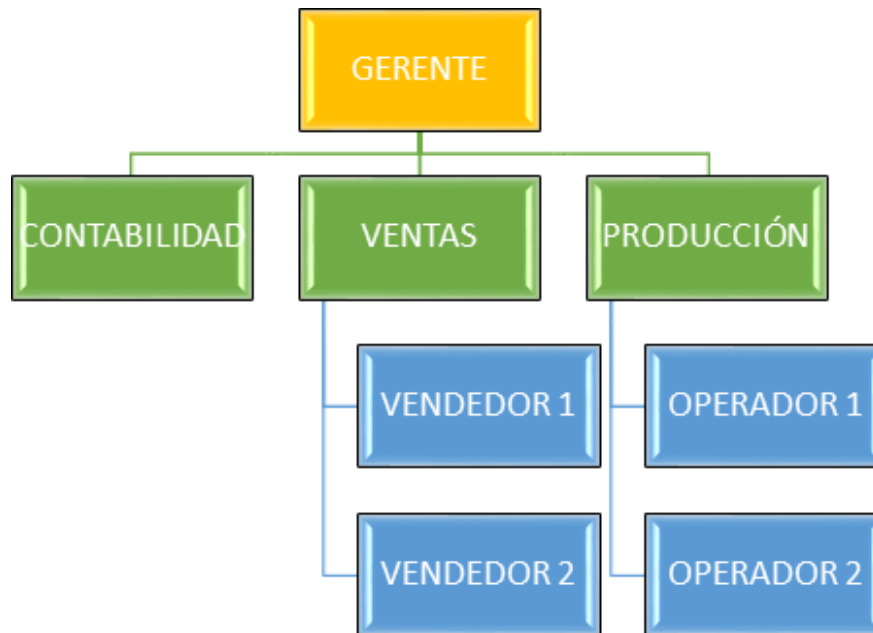 GERENTE
CONTABILIDAD
VENTAS
PRODUCCIÓN
VENDEDOR 1
OPERADOR 1
VENDEDOR 2
OPERADOR 2